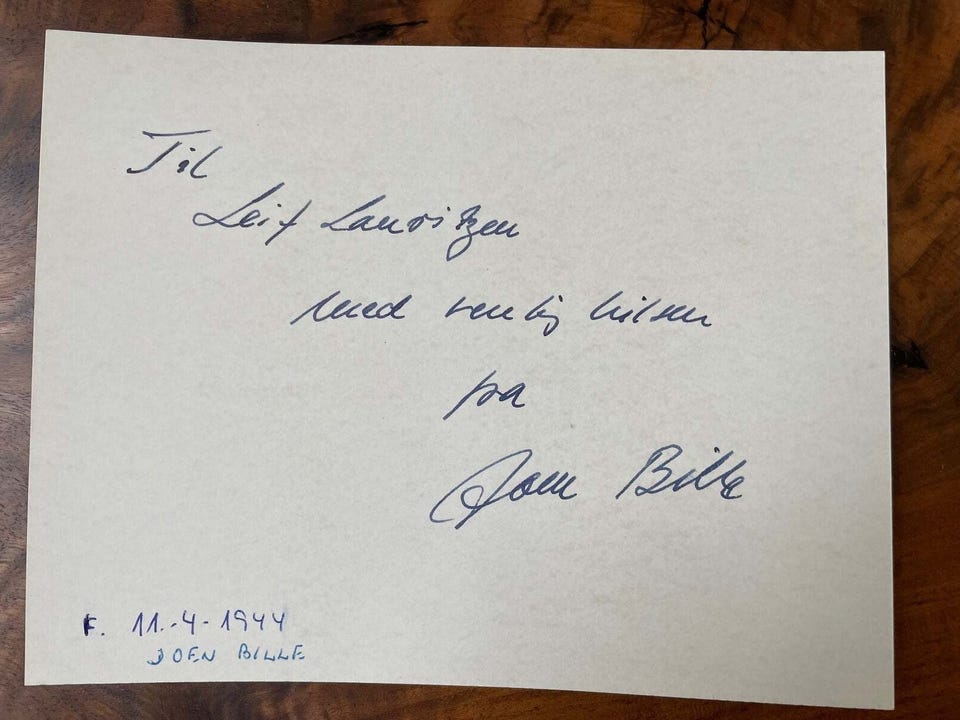 Til
Leif Lauritzen
med venlig hilsen
fra
Joen Bille
F. 11.-4-1944
JOEN BILLE